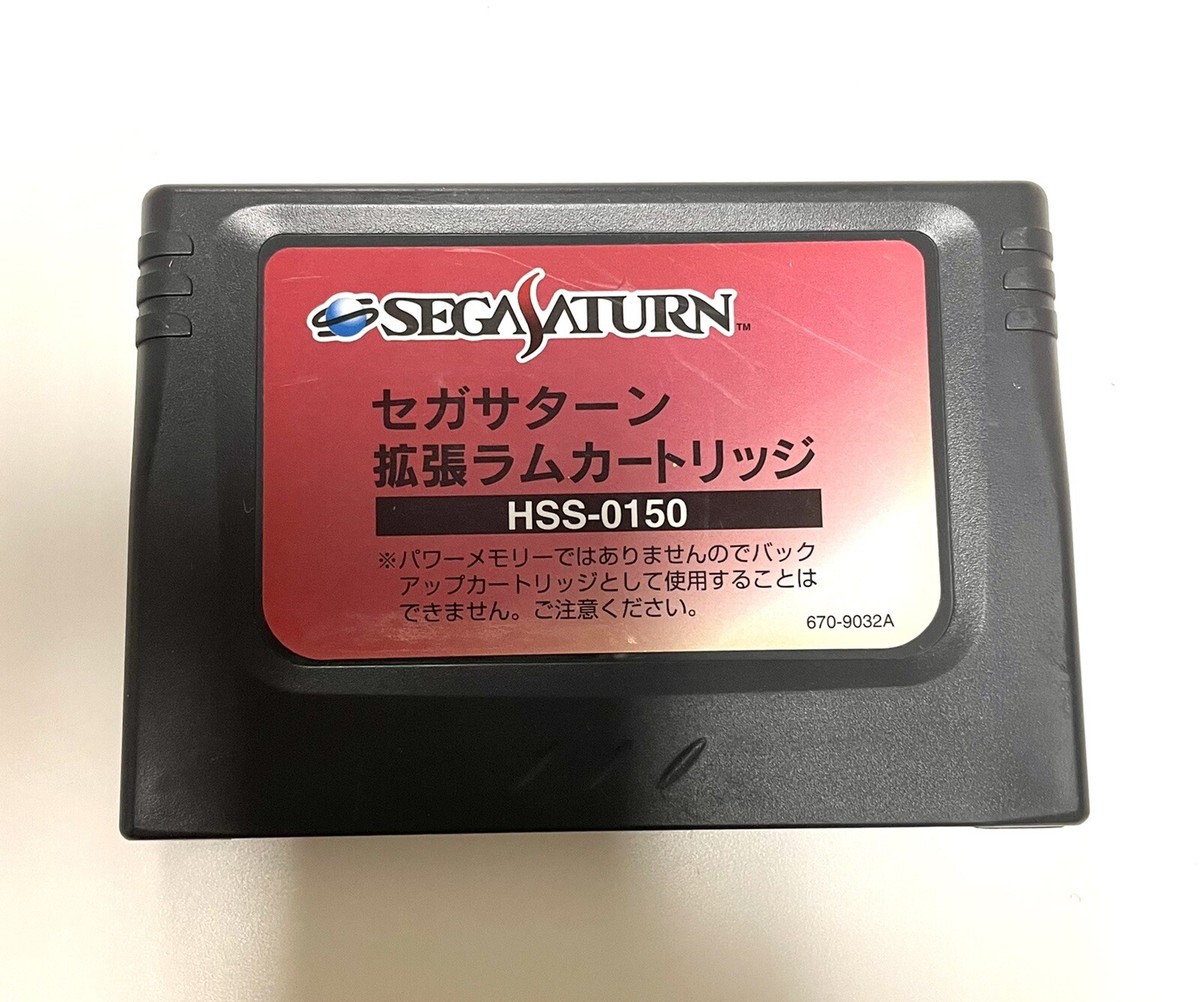 SEGA SATURN™
セガサターン
拡張ラムカートリッジ
HSS-0150
※パワーメモリーではありませんのでバック
アップカートリッジとして使用することは
できません。ご注意ください。
670-9032A